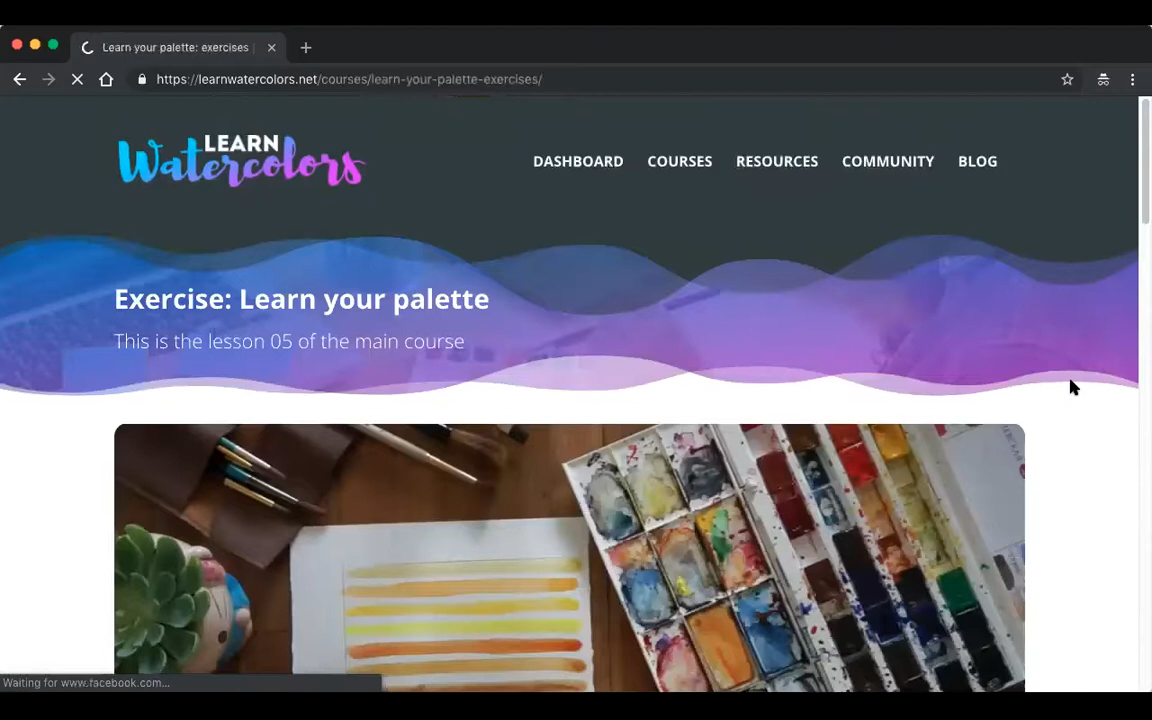 Learn your palette: exercises |
https://learnwatercolors.net/courses/learn-your-palette-exercises/
LEARN
Watercolors
DASHBOARD COURSES RESOURCES COMMUNITY BLOG
Exercise: Learn your palette
This is the lesson 05 of the main course
Waiting for www.facebook.com...